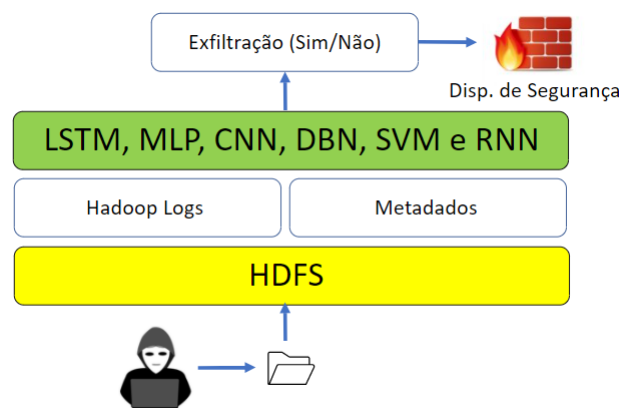 Exfiltração (Sim/Não)
Disp. de Segurança
LSTM, MLP, CNN, DBN, SVM e RNN
Hadoop Logs
Metadados
HDFS